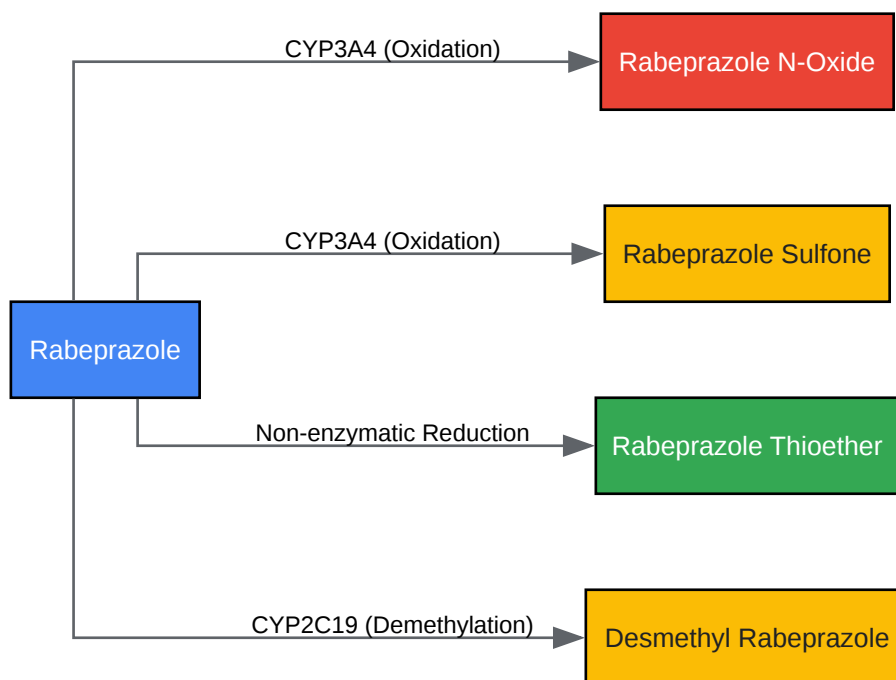 CYP3A4 (Oxidation)
Rabeprazole N-Oxide
CYP3A4 (Oxidation)
Rabeprazole Sulfone
Rabeprazole
Non-enzymatic Reduction
Rabeprazole Thioether
CYP2C19 (Demethylation)
Desmethyl Rabeprazole